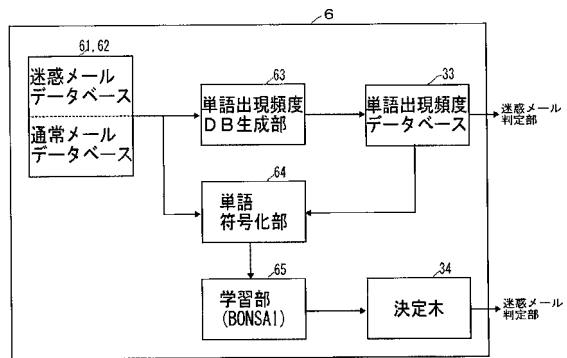 6
61,62
迷惑メール
データベース
通常メール
データベース
63
単語出現頻度
DB生成部
33
単語出現頻度
データベース
迷惑メール
判定部
64
単語
符号化部
65
学習部
(BONSAI)
34
決定木
迷惑メール
判定部